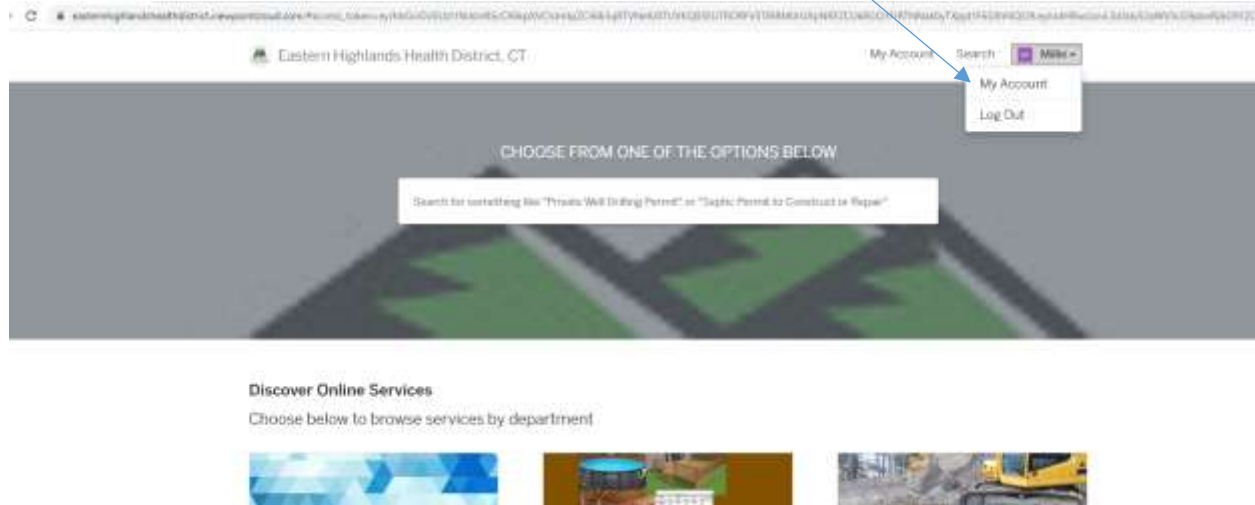 Eastern Highlands Health District, CT
My Account Search Millie
My Account
Log Out
CHOOSE FROM ONE OF THE OPTIONS BELOW
Search for something like "Private Well Drilling Permit" or "Septic Permit to Construct or Repair"
Discover Online Services
Choose below to browse services by department